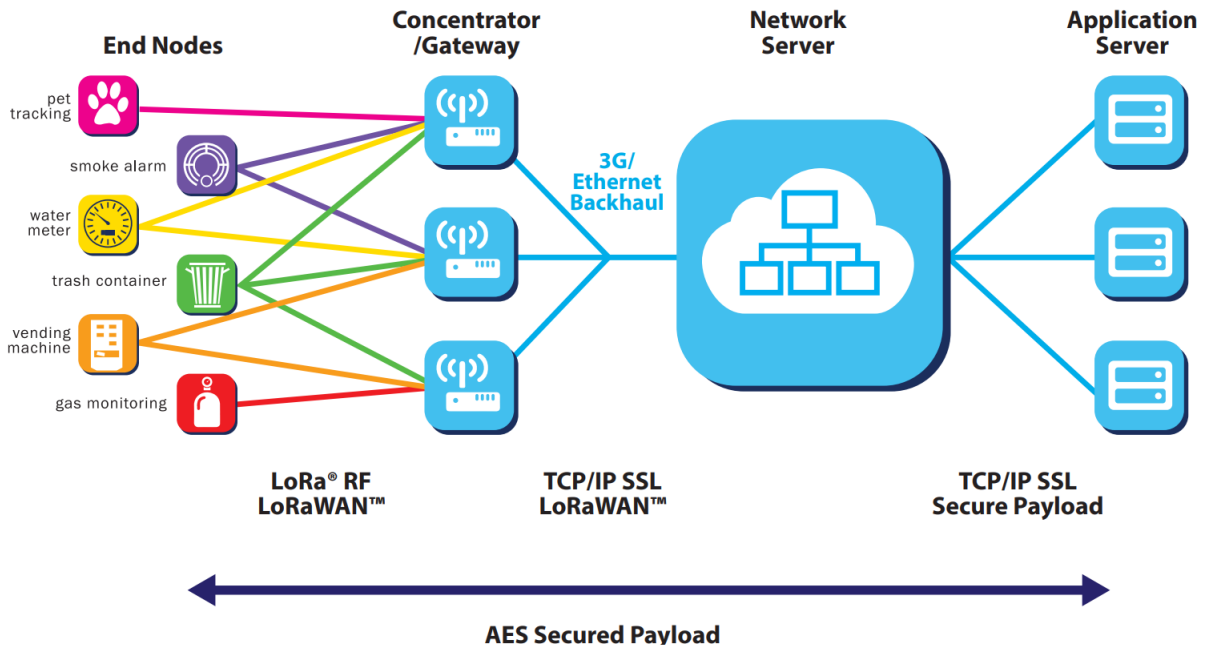 End Nodes
Concentrator
/Gateway
Network
Server
Application
Server
pet
tracking
smoke alarm
water
meter
trash container
vending
machine
gas monitoring
3G/
Ethernet
Backhaul
LoRa® RF
LoRaWAN™
TCP/IP SSL
LoRaWAN™
TCP/IP SSL
Secure Payload
AES Secured Payload